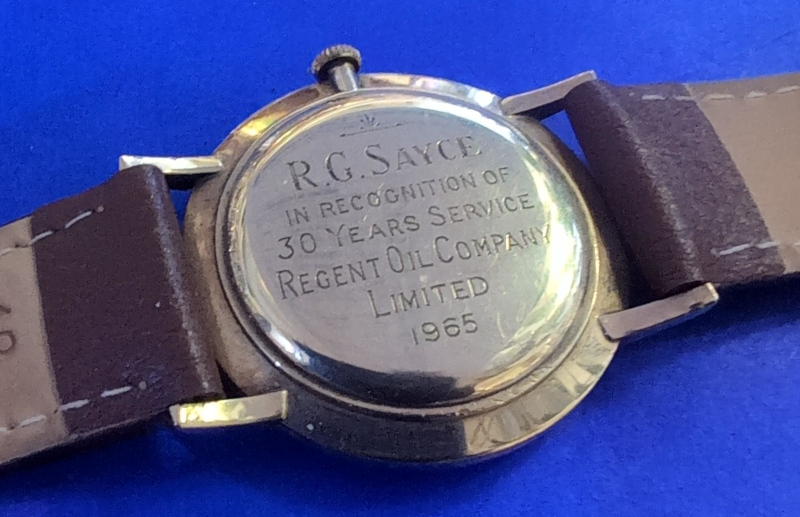 R.G.SAYCE
IN RECOGNITION OF
30 YEARS SERVICE
REGENT OIL COMPANY
LIMITED
1965